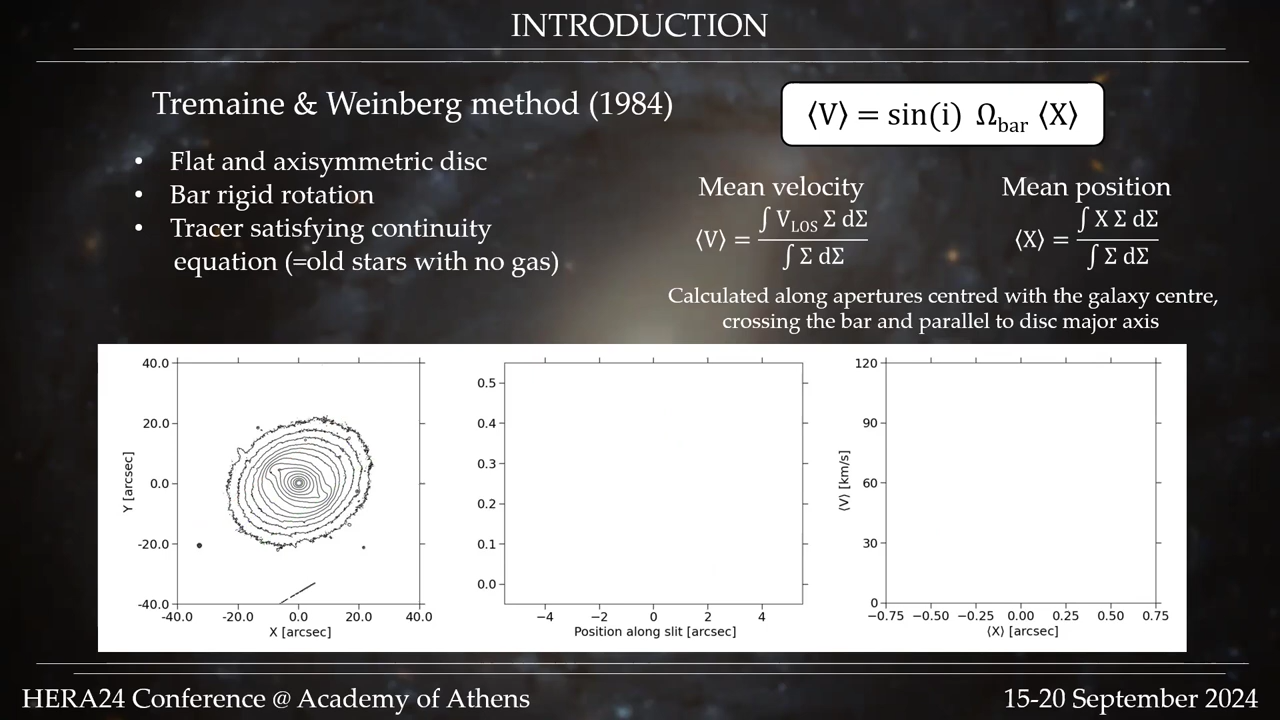 INTRODUCTION
Tremaine & Weinberg method (1984)
• Flat and axisymmetric disc
• Bar rigid rotation
• Tracer satisfying continuity
equation (=old stars with no gas)
⟨V⟩ = sin(i) Ω_bar ⟨X⟩
Mean velocity
⟨V⟩ = ∫ V_LOS Σ dΣ / ∫ Σ dΣ
Mean position
⟨X⟩ = ∫ X Σ dΣ / ∫ Σ dΣ
Calculated along apertures centred with the galaxy centre,
crossing the bar and parallel to disc major axis
40.0
20.0
0.0
-20.0
-40.0
Y [arcsec]
-40.0 -20.0 0.0 20.0 40.0
X [arcsec]
0.5
0.4
0.3
0.2
0.1
0.0
−4 −2 0 2 4
Position along slit [arcsec]
120
90
60
30
0
⟨V⟩ [km/s]
−0.75 −0.50 −0.25 0.00 0.25 0.50 0.75
⟨X⟩ [arcsec]
HERA24 Conference @ Academy of Athens
15-20 September 2024